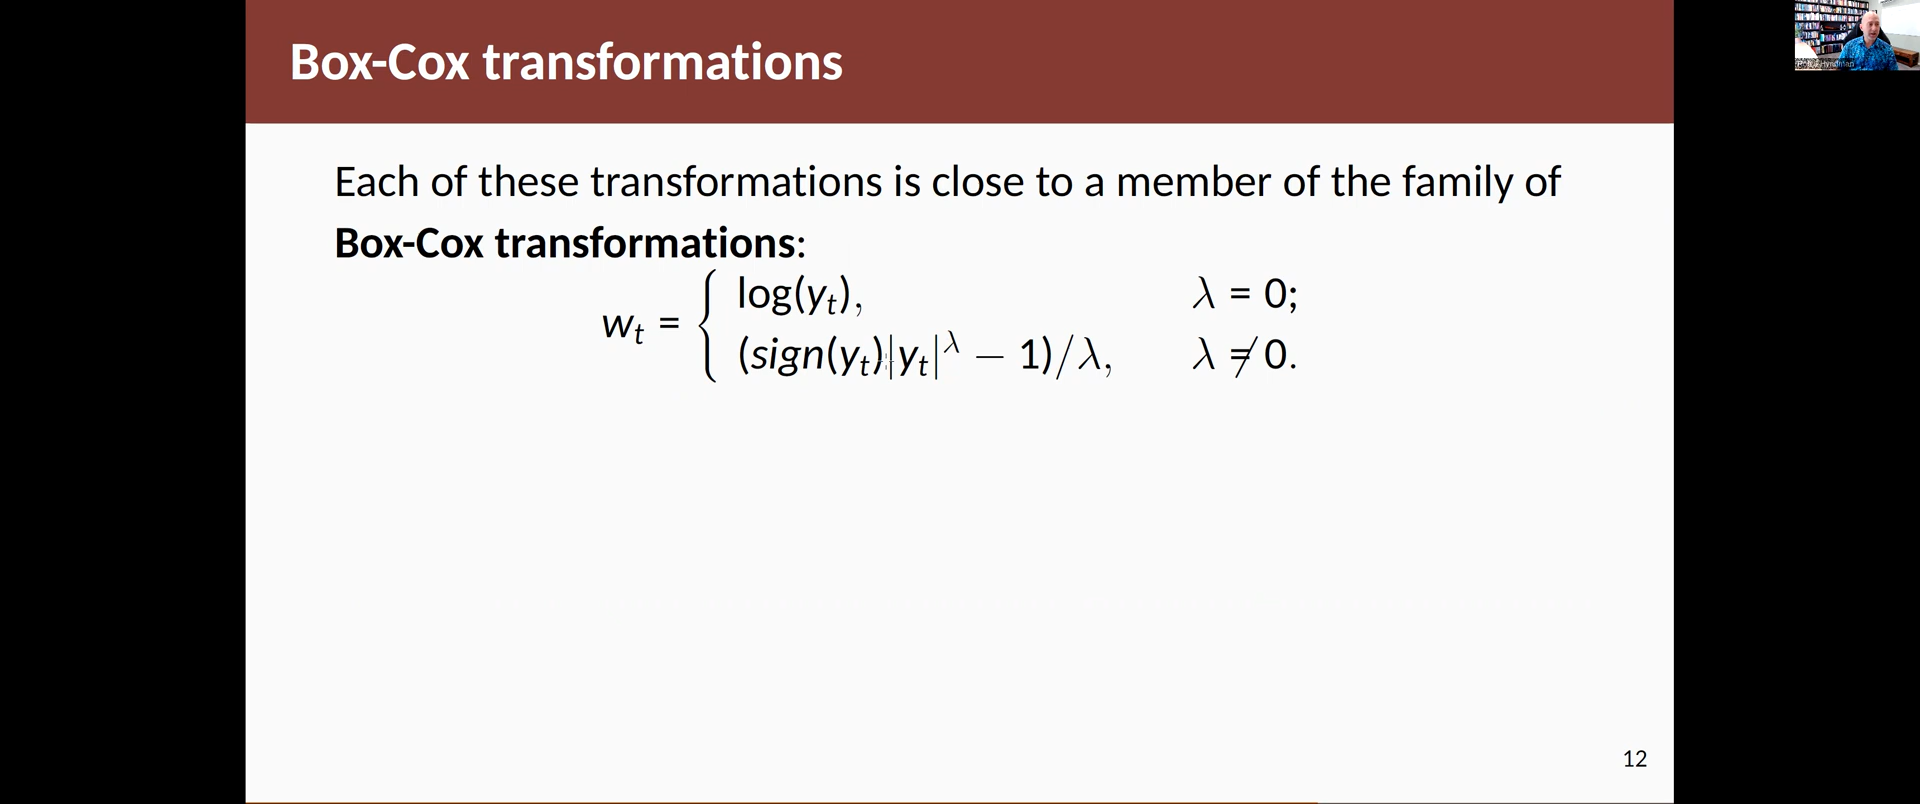 Box-Cox transformations
Each of these transformations is close to a member of the family of
Box-Cox transformations:
w_t = { log(y_t), λ = 0;
(sign(y_t)|y_t|^λ − 1)/λ, λ ≠ 0.
12